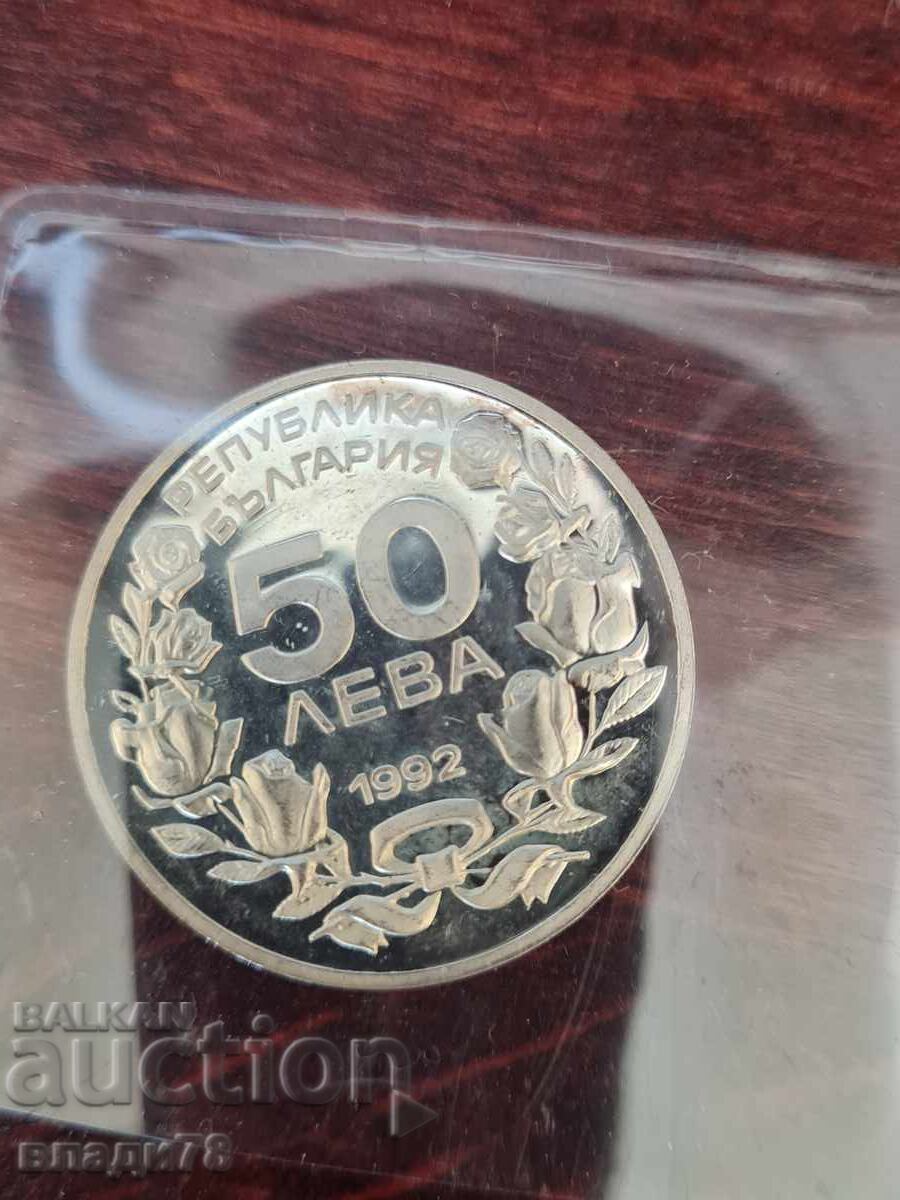 РЕПУБЛИКА
БЪЛГАРИЯ
50
ЛЕВА
1992
BALKAN
auction
влади78